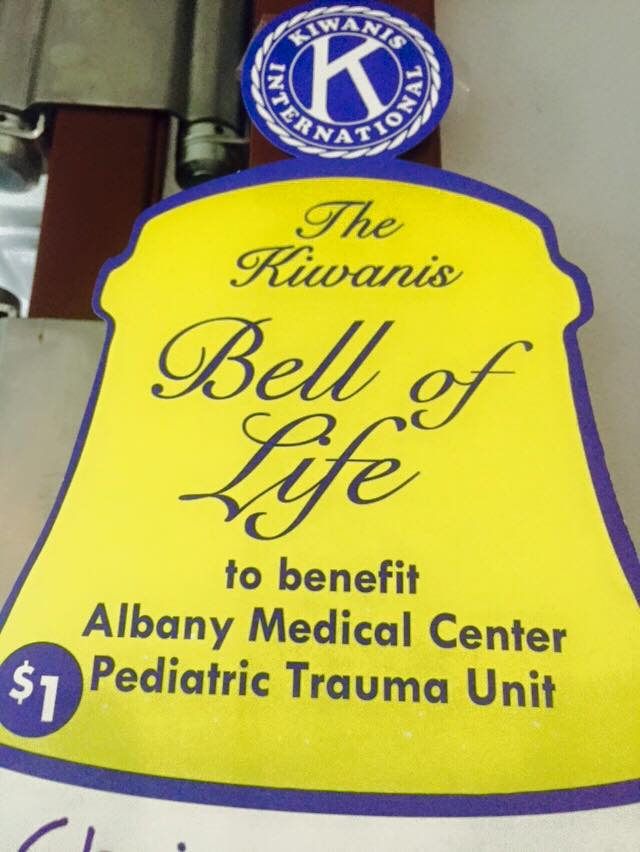 KIWANIS
K
INTERNATIONAL
The
Kiwanis
Bell of
Life
to benefit
Albany Medical Center
$1 Pediatric Trauma Unit